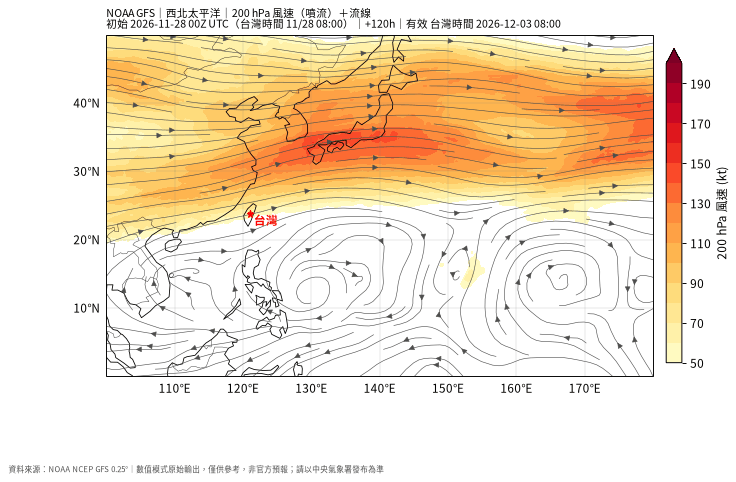 NOAA GFS｜西北太平洋｜200 hPa 風速（噴流）＋流線
初始 2026-11-28 00Z UTC（台灣時間 11/28 08:00）｜+120h｜有效 台灣時間 2026-12-03 08:00
40°N
30°N
20°N
10°N
110°E
120°E
130°E
140°E
150°E
160°E
170°E
台灣
190
170
150
130
110
90
70
50
200 hPa 風速 (kt)
資料來源：NOAA NCEP GFS 0.25°｜數值模式原始輸出，僅供參考，非官方預報；請以中央氣象署發布為準